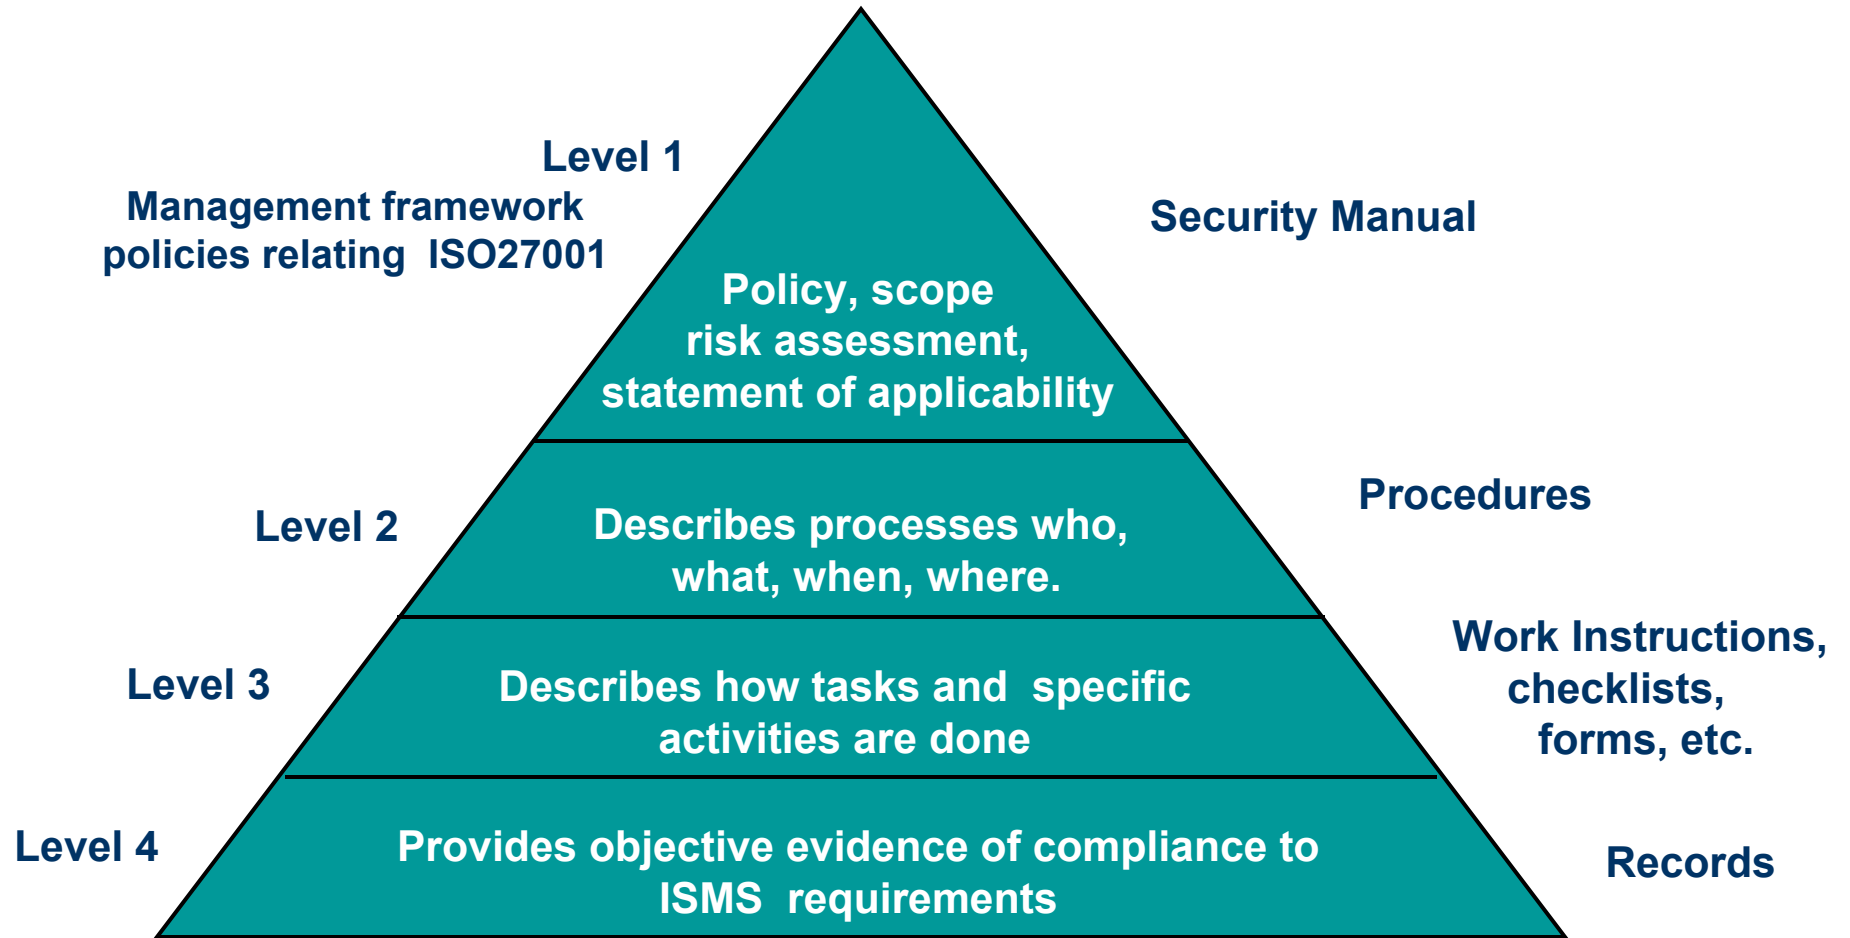 Level 1
Management framework
policies relating  ISO27001
Security Manual
Policy, scope
risk assessment,
statement of applicability
Level 2
Describes processes who,
what, when, where.
Procedures
Level 3
Describes how tasks and  specific
activities are done
Work Instructions,
checklists,
forms, etc.
Level 4
Provides objective evidence of compliance to
ISMS  requirements
Records